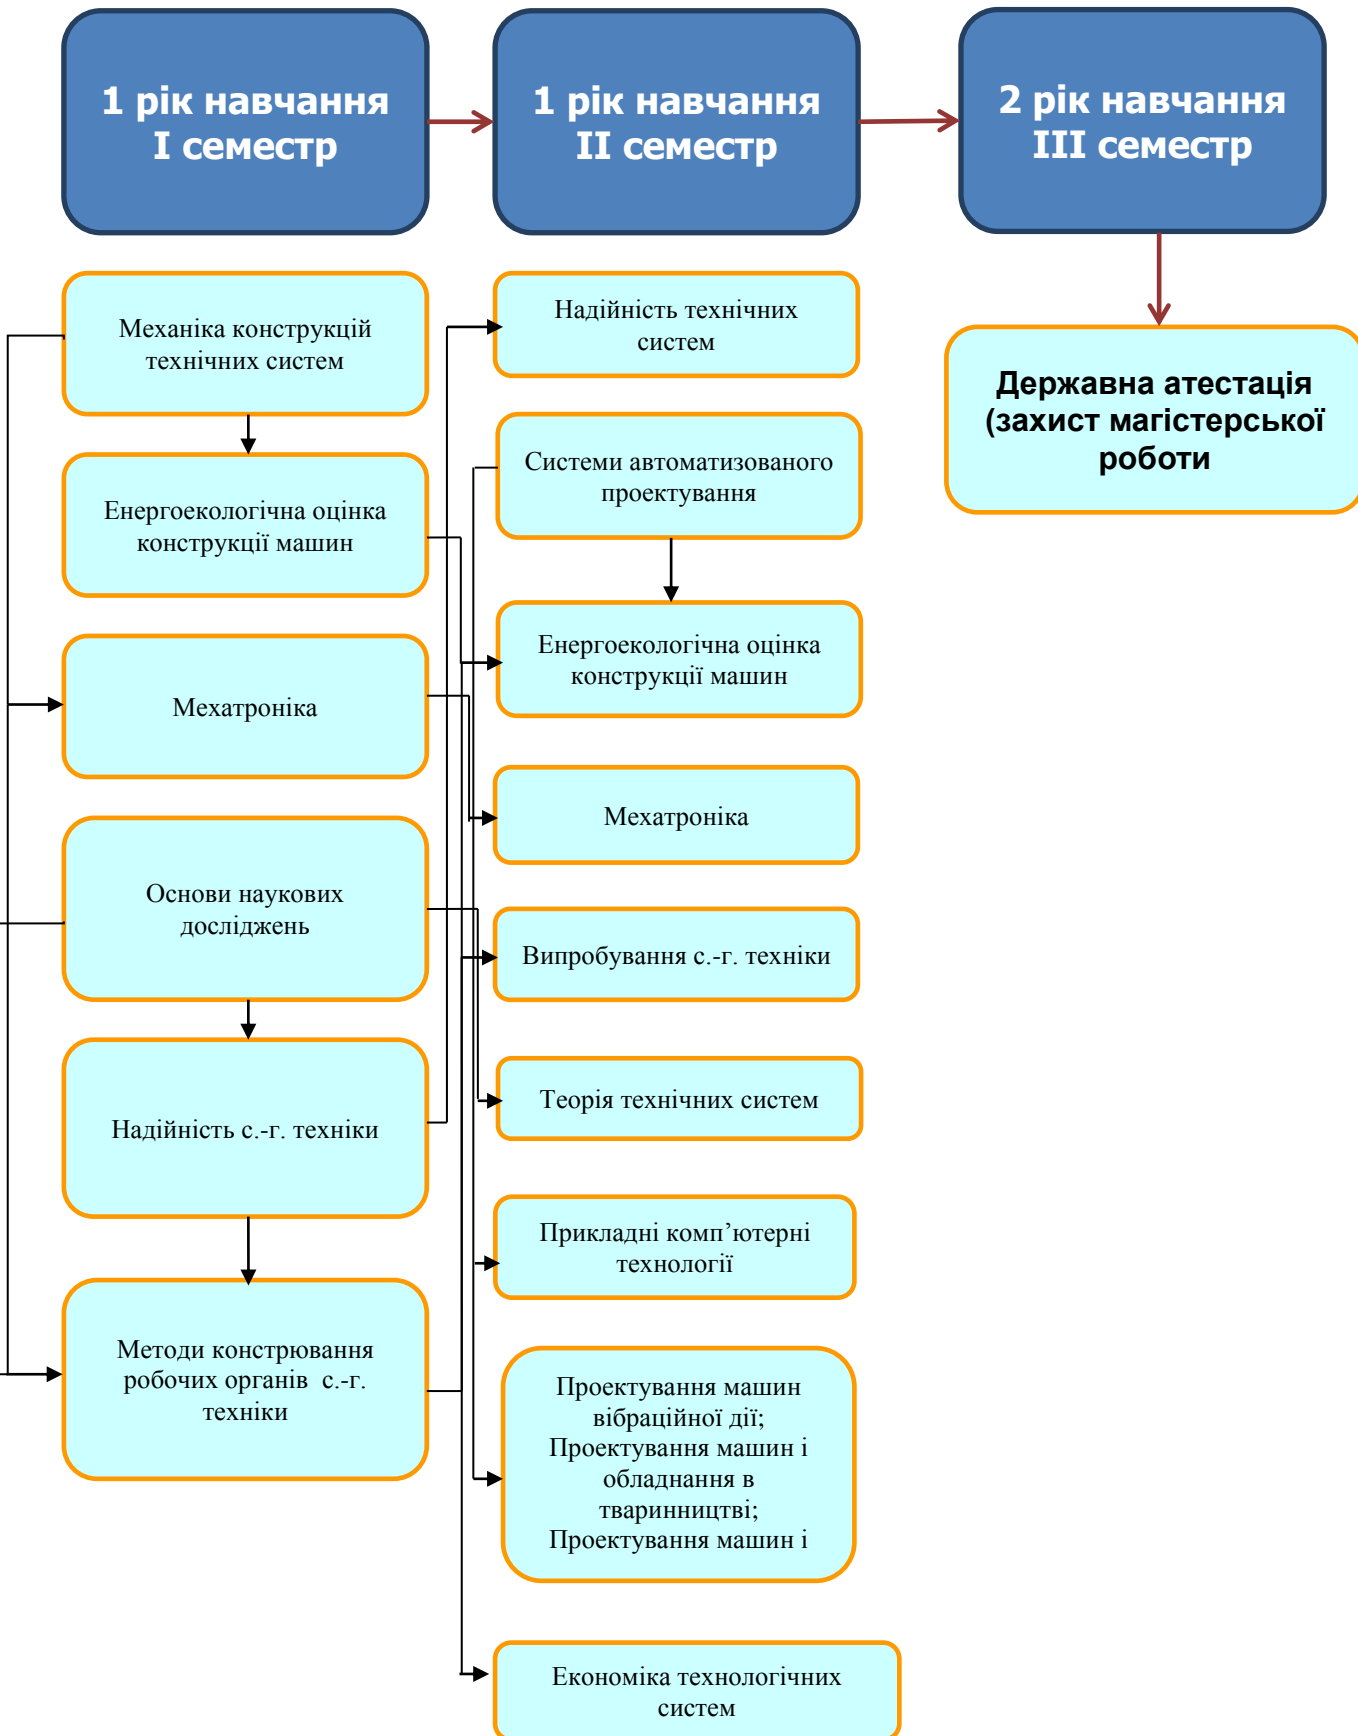 1 рік навчання
І семестр
1 рік навчання
ІІ семестр
2 рік навчання
ІІІ семестр
Механіка конструкцій
технічних систем
Енергоекологічна оцінка
конструкції машин
Мехатроніка
Основи наукових
досліджень
Надійність с.-г. техніки
Методи констрювання
робочих органів с.-г.
техніки
Надійність технічних
систем
Системи автоматизованого
проектування
Енергоекологічна оцінка
конструкції машин
Мехатроніка
Випробування с.-г. техніки
Теорія технічних систем
Прикладні комп’ютерні
технології
Проектування машин
вібраційної дії;
Проектування машин і
обладнання в
тваринництві;
Проектування машин і
Економіка технологічних
систем
Державна атестація
(захист магістерської
роботи